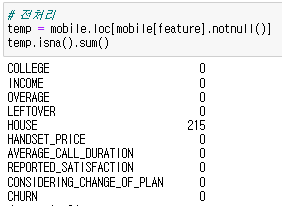 # 전처리
temp = mobile.loc[mobile[feature].notnull()]
temp.isna().sum()
COLLEGE 0
INCOME 0
OVERAGE 0
LEFTOVER 0
HOUSE 215
HANDSET_PRICE 0
AVERAGE_CALL_DURATION 0
REPORTED_SATISFACTION 0
CONSIDERING_CHANGE_OF_PLAN 0
CHURN 0